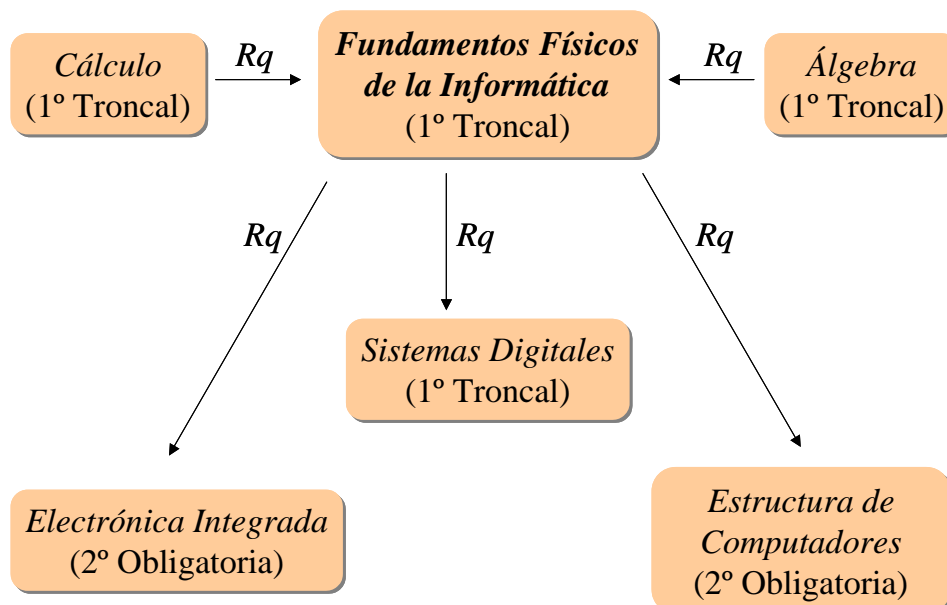 Cálculo
(1º Troncal)
Rq
Fundamentos Físicos
de la Informática
(1º Troncal)
Rq
Álgebra
(1º Troncal)
Rq
Rq
Rq
Sistemas Digitales
(1º Troncal)
Electrónica Integrada
(2º Obligatoria)
Estructura de
Computadores
(2º Obligatoria)